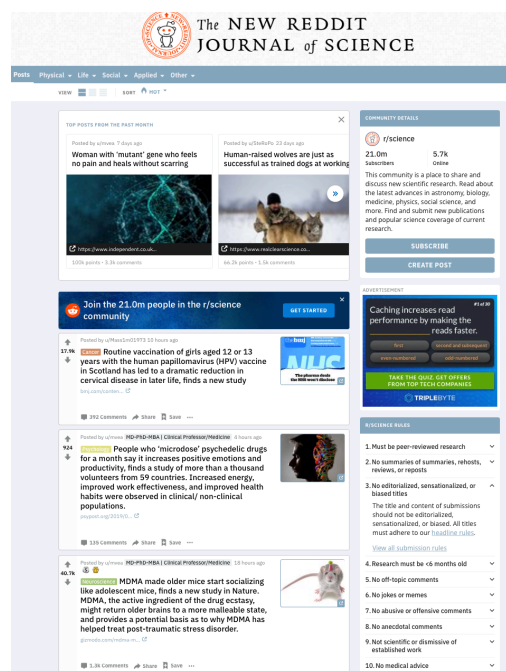 The NEW REDDIT
JOURNAL of SCIENCE
Posts Physical Life Social Applied Other
VIEW SORT HOT
TOP POSTS FROM THE PAST MONTH
Posted by u/mvea 7 days ago
Woman with 'mutant' gene who feels
no pain and heals without scarring
https://www.independent.co.uk...
100k points • 3.3k comments
Posted by u/SteRoPo 23 days ago
Human-raised wolves are just as
successful as trained dogs at working
https://www.realclearscience.co...
66.2k points • 1.5k comments
Join the 21.0m people in the r/science
community
GET STARTED
17.9k
Posted by u/Mass1m01973 10 hours ago
Cancer Routine vaccination of girls aged 12 or 13
years with the human papillomavirus (HPV) vaccine
in Scotland has led to a dramatic reduction in
cervical disease in later life, finds a new study
bmj.com/conten...
392 Comments Share Save ...
924
Posted by u/mvea MD-PhD-MBA | Clinical Professor/Medicine 4 hours ago
Psychology People who 'microdose' psychedelic drugs
for a month say it increases positive emotions and
productivity, finds a study of more than a thousand
volunteers from 59 countries. Increased energy,
improved work effectiveness, and improved health
habits were observed in clinical/ non-clinical
populations.
psypost.org/2019/0...
135 Comments Share Save ...
40.7k
Posted by u/mvea MD-PhD-MBA | Clinical Professor/Medicine 18 hours ago
Neuroscience MDMA made older mice start socializing
like adolescent mice, finds a new study in Nature.
MDMA, the active ingredient of the drug ecstasy,
might return older brains to a more malleable state,
and provides a potential basis as to why MDMA has
helped treat post-traumatic stress disorder.
gizmodo.com/mdma-m...
1.3k Comments Share Save ...
COMMUNITY DETAILS
r/science
21.0m 5.7k
Subscribers Online
This community is a place to share and
discuss new scientific research. Read about
the latest advances in astronomy, biology,
medicine, physics, social science, and
more. Find and submit new publications
and popular science coverage of current
research.
SUBSCRIBE
CREATE POST
ADVERTISEMENT
#1 of 30
Caching increases read
performance by making the
reads faster.
first second and subsequent
even-numbered odd-numbered
TAKE THE QUIZ. GET OFFERS
FROM TOP TECH COMPANIES
TRIPLEBYTE
R/SCIENCE RULES
1. Must be peer-reviewed research
2. No summaries of summaries, rehosts,
reviews, or reposts
3. No editorialized, sensationalized, or
biased titles
The title and content of submissions
should not be editorialized,
sensationalized, or biased. All titles
must adhere to our headline rules.
View all submission rules
4. Research must be <6 months old
5. No off-topic comments
6. No jokes or memes
7. No abusive or offensive comments
8. No anecdotal comments
9. Not scientific or dismissive of
established work
10. No medical advice